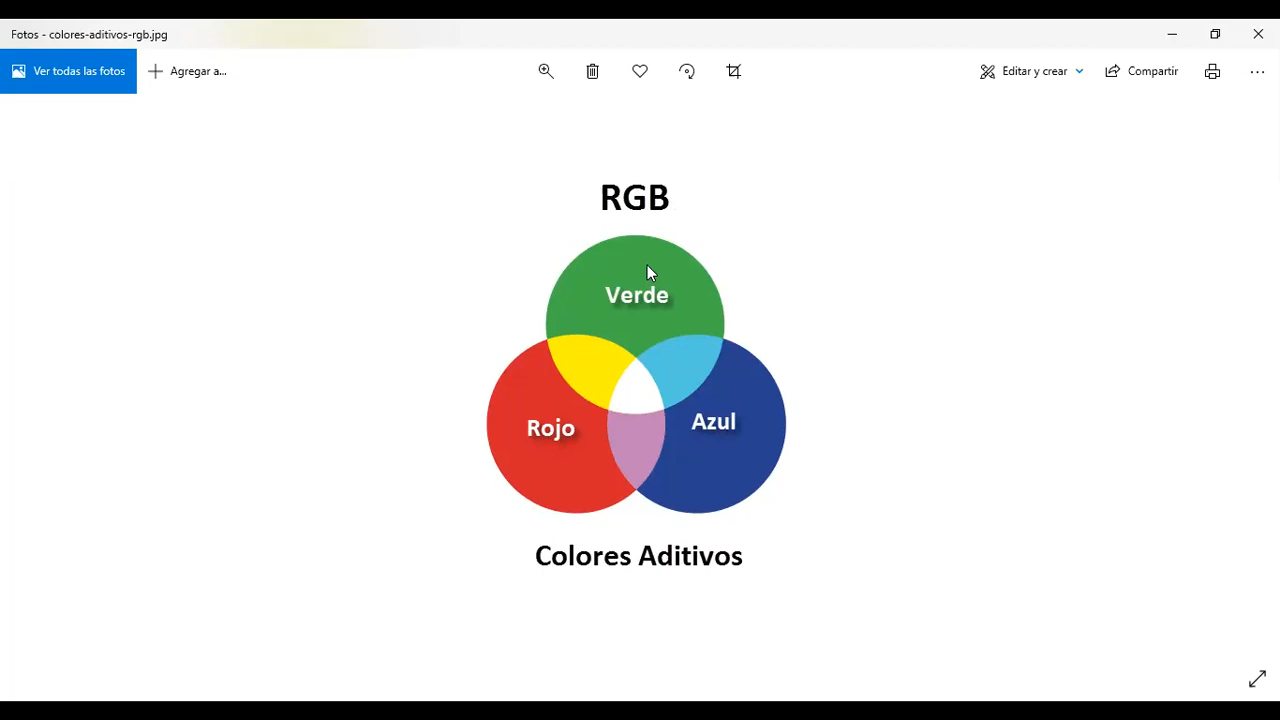 Fotos - colores-aditivos-rgb.jpg
Ver todas las fotos
Agregar a...
Editar y crear
Compartir
RGB
Verde
Rojo
Azul
Colores Aditivos